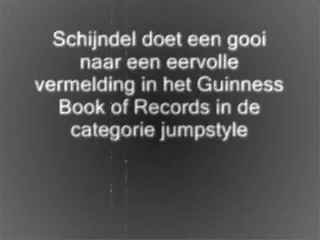 Schijndel doet een gooi
naar een eervolle
vermelding in het Guinness
Book of Records in de
categorie jumpstyle